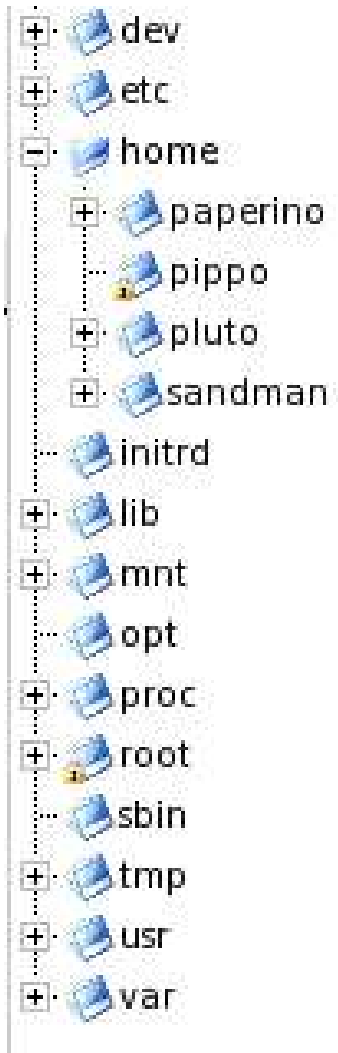 dev
etc
home
paperino
pippo
pluto
sandman
initrd
lib
mnt
opt
proc
root
sbin
tmp
usr
var